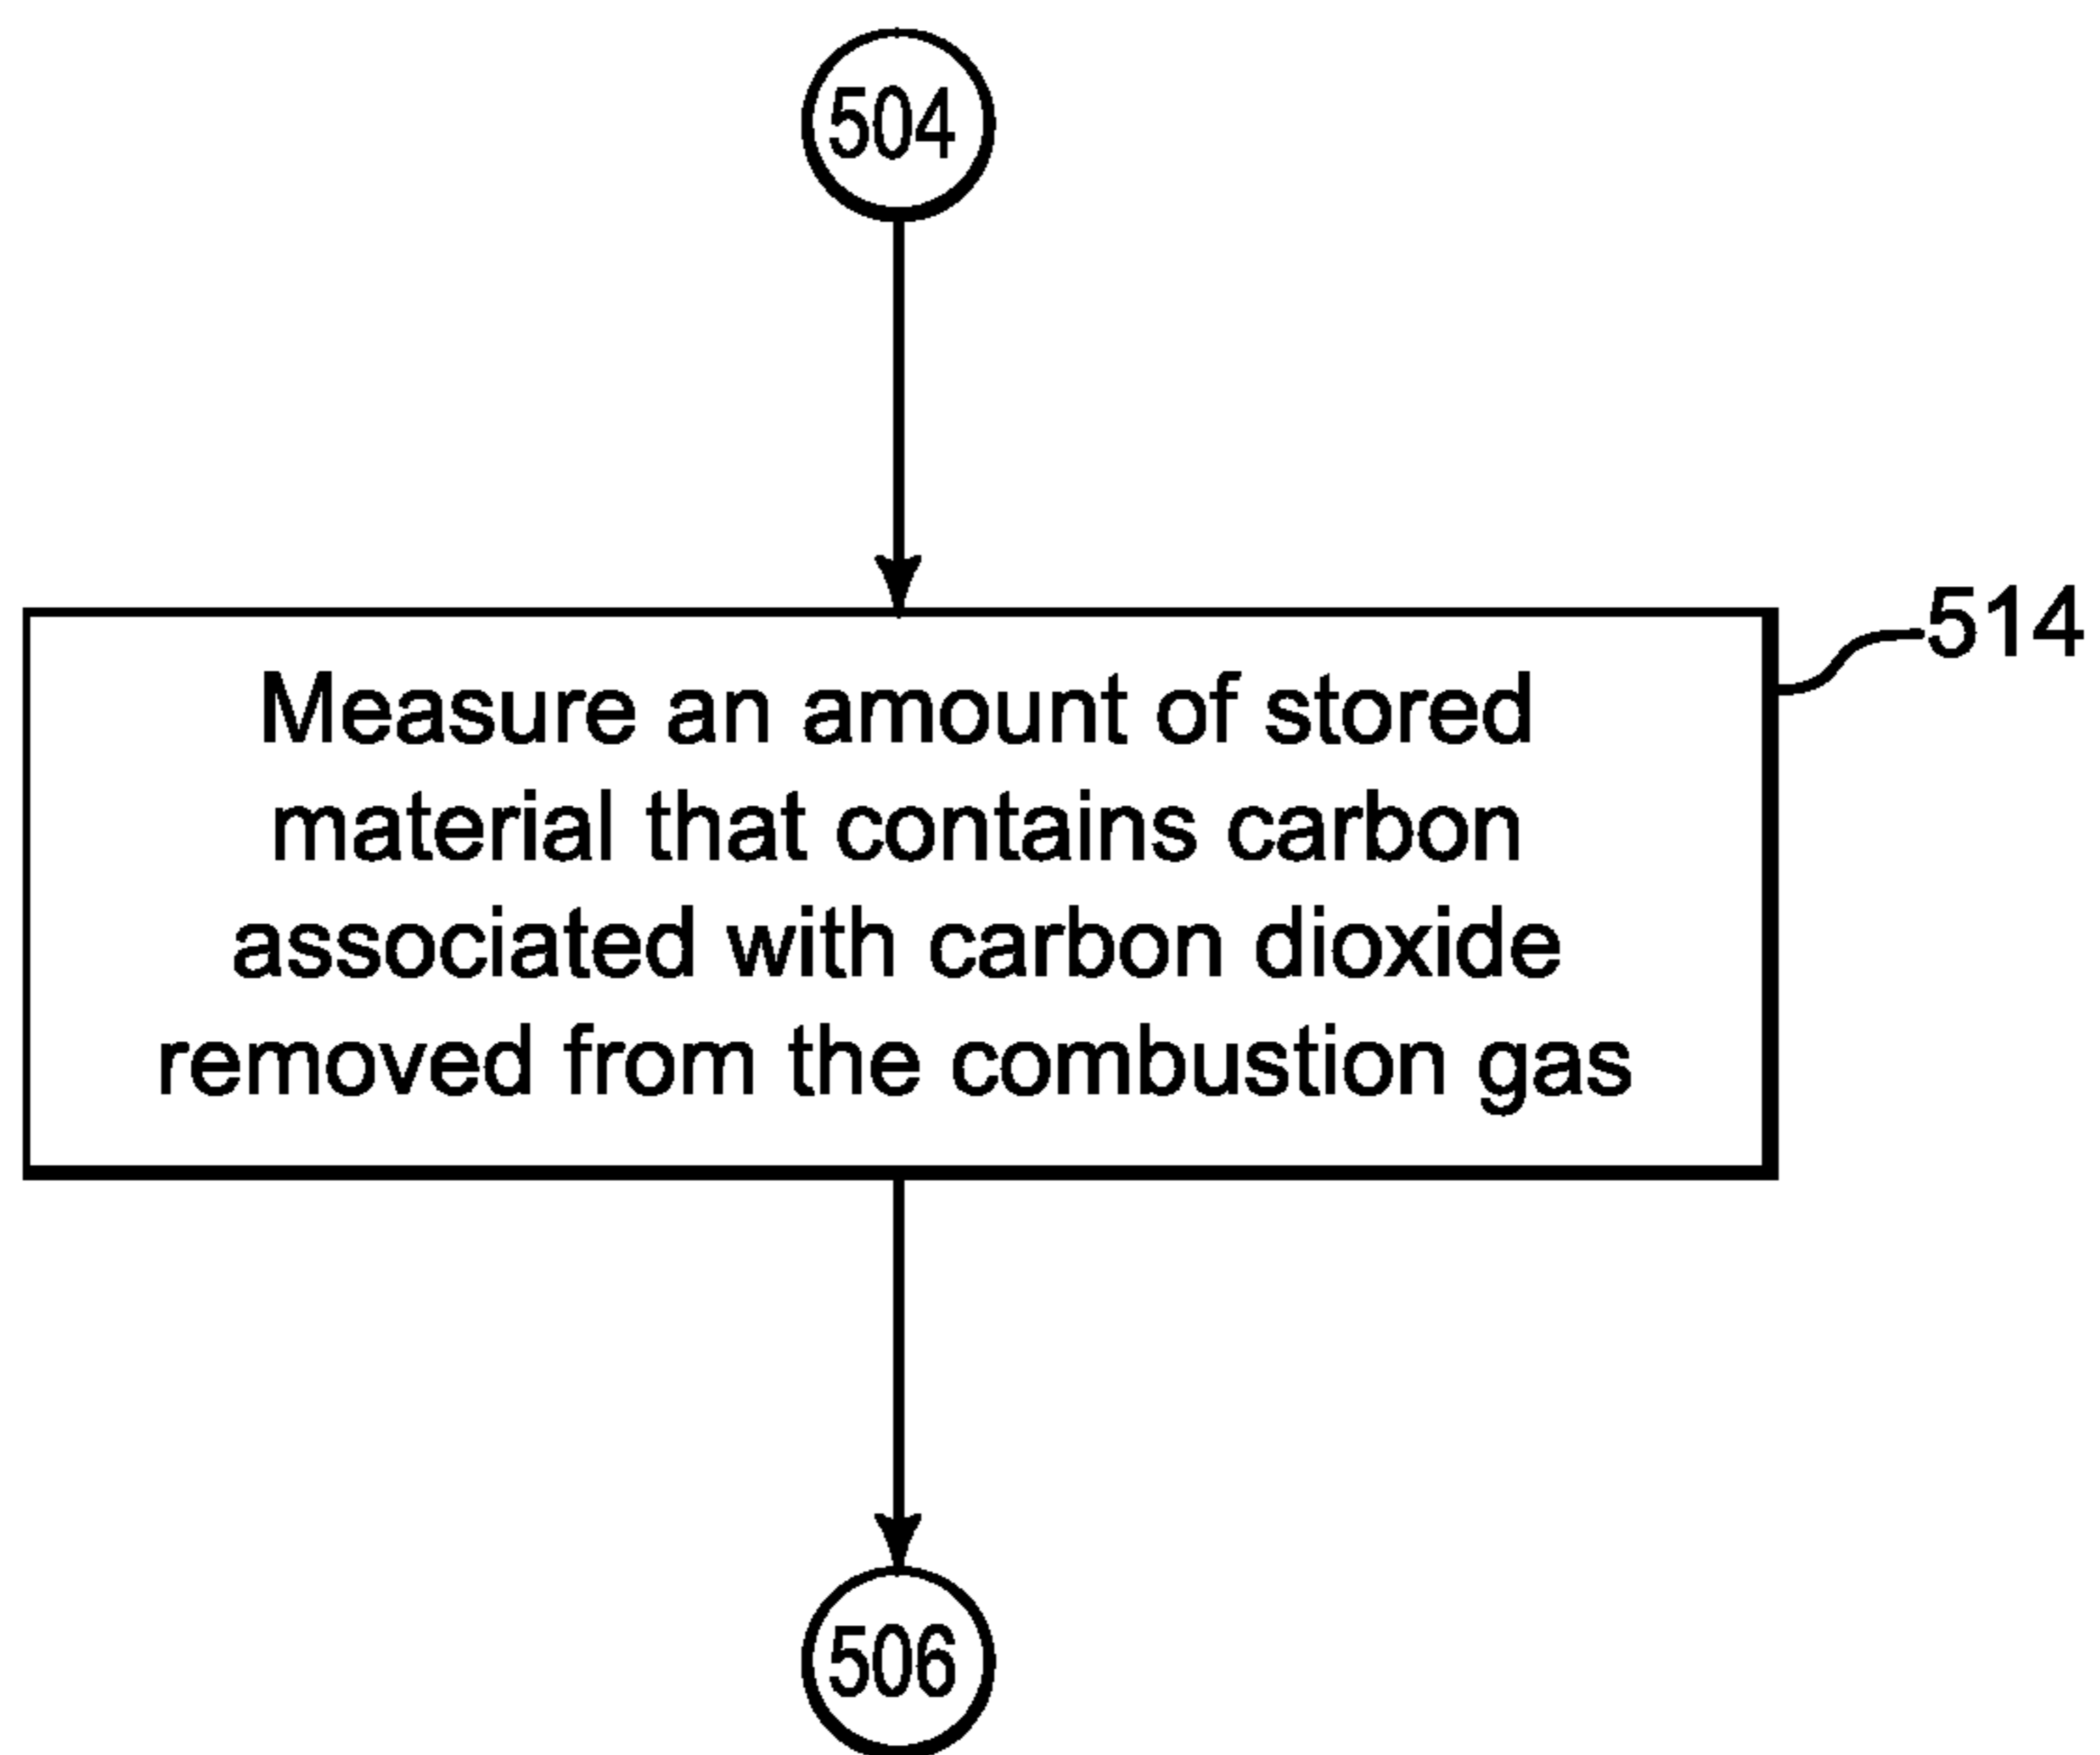 504
514
Measure an amount of stored
material that contains carbon
associated with carbon dioxide
removed from the combustion gas
506